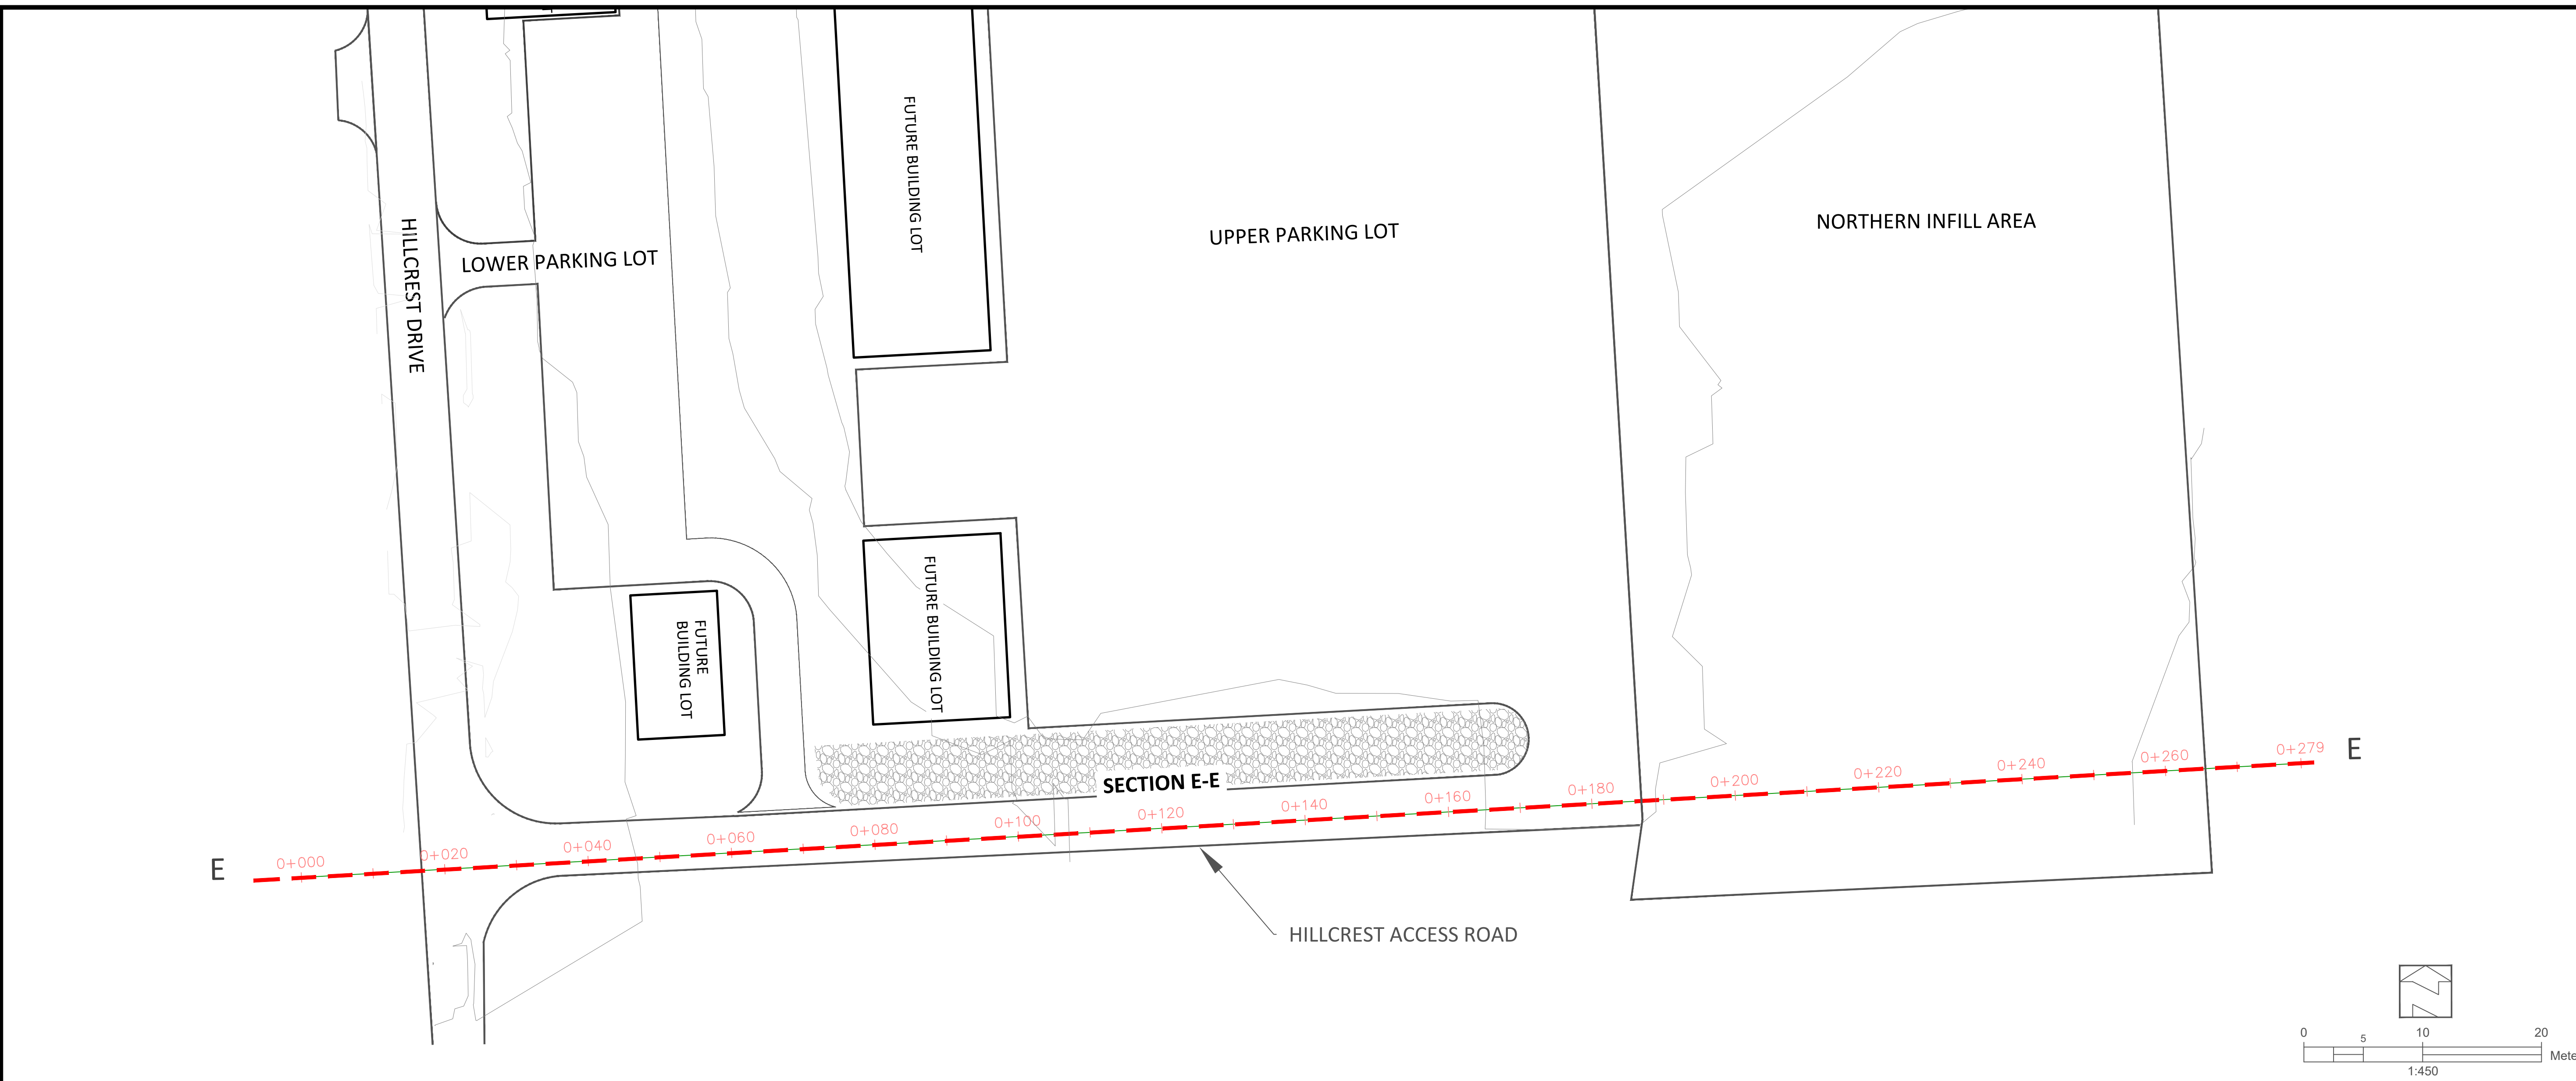 HILLCREST DRIVE
LOWER PARKING LOT
FUTURE BUILDING LOT
UPPER PARKING LOT
NORTHERN INFILL AREA
FUTURE
BUILDING LOT
FUTURE BUILDING LOT
SECTION E-E
E
0+000
0+020
0+040
0+060
0+080
0+100
0+120
0+140
0+160
0+180
0+200
0+220
0+240
0+260
0+279
E
HILLCREST ACCESS ROAD
0
5
10
20
1:450